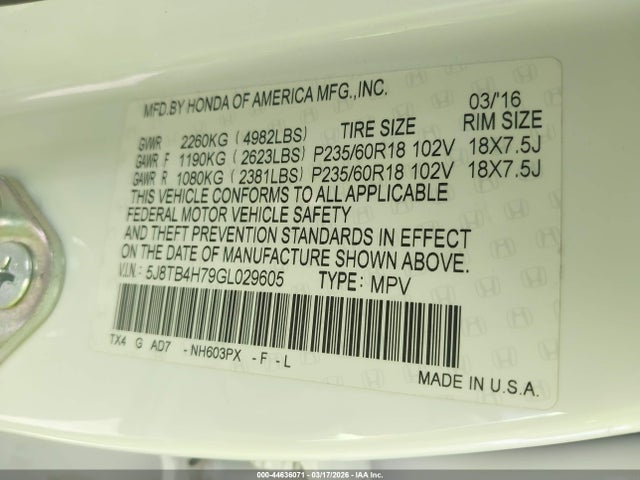 MFD.BY HONDA OF AMERICA MFG.,INC. 03/'16
GVWR 2260KG (4982LBS) TIRE SIZE RIM SIZE
GAWR F 1190KG (2623LBS) P235/60R18 102V 18X7.5J
GAWR R 1080KG (2381LBS) P235/60R18 102V 18X7.5J
THIS VEHICLE CONFORMS TO ALL APPLICABLE
FEDERAL MOTOR VEHICLE SAFETY
AND THEFT PREVENTION STANDARDS IN EFFECT
ON THE DATE OF MANUFACTURE SHOWN ABOVE.
V.I.N.: 5J8TB4H79GL029605 TYPE: MPV
TX4 G AD7 -NH603PX -F-L
MADE IN U.S.A.
000-44636071 | 03/17/2026 - IAA Inc.